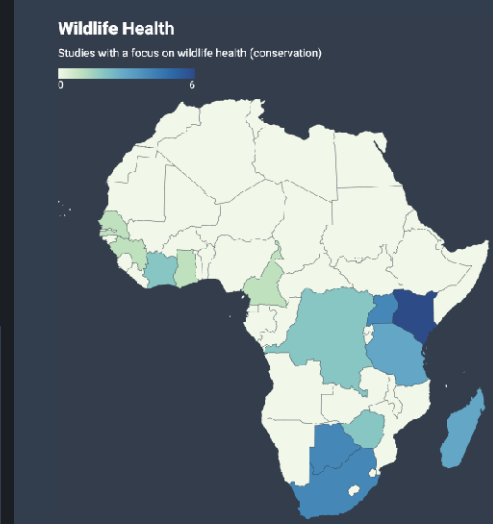 Wildlife Health
Studies with a focus on wildlife health (conservation)
0 6